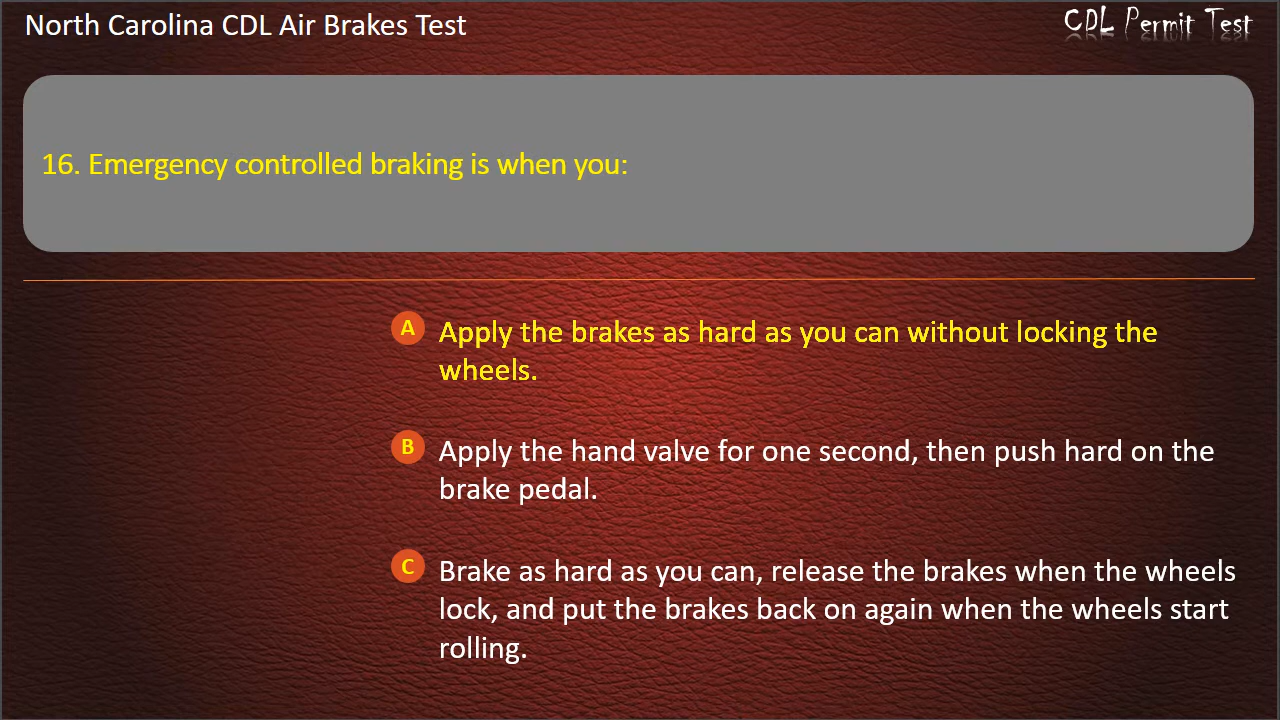 North Carolina CDL Air Brakes Test
CDL Permit Test
16. Emergency controlled braking is when you:
A Apply the brakes as hard as you can without locking the
wheels.
B Apply the hand valve for one second, then push hard on the
brake pedal.
C Brake as hard as you can, release the brakes when the wheels
lock, and put the brakes back on again when the wheels start
rolling.